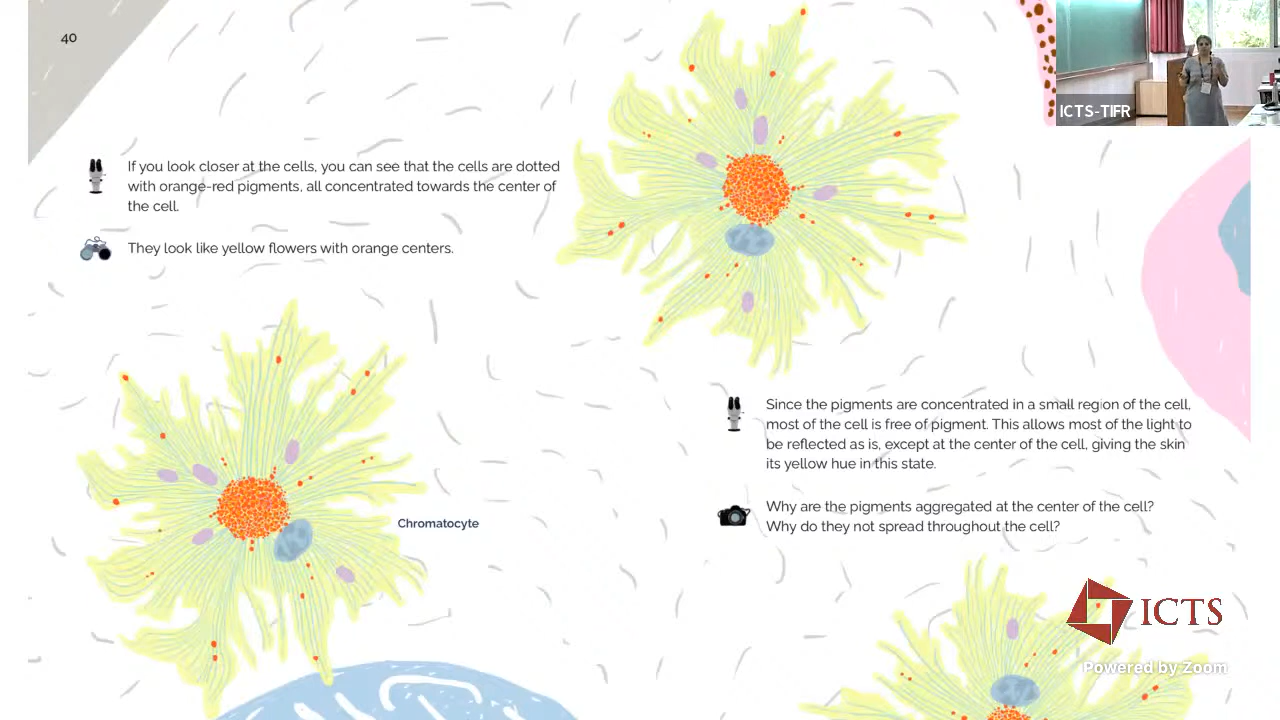 40
ICTS-TIFR
If you look closer at the cells, you can see that the cells are dotted
with orange-red pigments, all concentrated towards the center of
the cell.
They look like yellow flowers with orange centers.
Since the pigments are concentrated in a small region of the cell,
most of the cell is free of pigment. This allows most of the light to
be reflected as is, except at the center of the cell, giving the skin
its yellow hue in this state.
Why are the pigments aggregated at the center of the cell?
Why do they not spread throughout the cell?
Chromatocyte
ICTS
Powered by Zoom